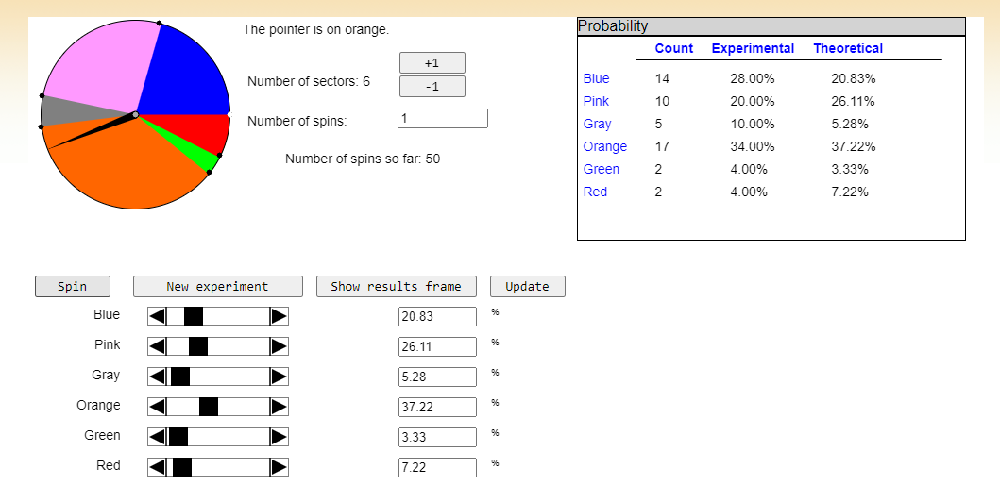 The pointer is on orange.
Number of sectors: 6
+1
-1
Number of spins:
1
Number of spins so far: 50
Probability
Count Experimental Theoretical
Blue 14 28.00% 20.83%
Pink 10 20.00% 26.11%
Gray 5 10.00% 5.28%
Orange 17 34.00% 37.22%
Green 2 4.00% 3.33%
Red 2 4.00% 7.22%
Spin New experiment Show results frame Update
Blue 20.83 %
Pink 26.11 %
Gray 5.28 %
Orange 37.22 %
Green 3.33 %
Red 7.22 %